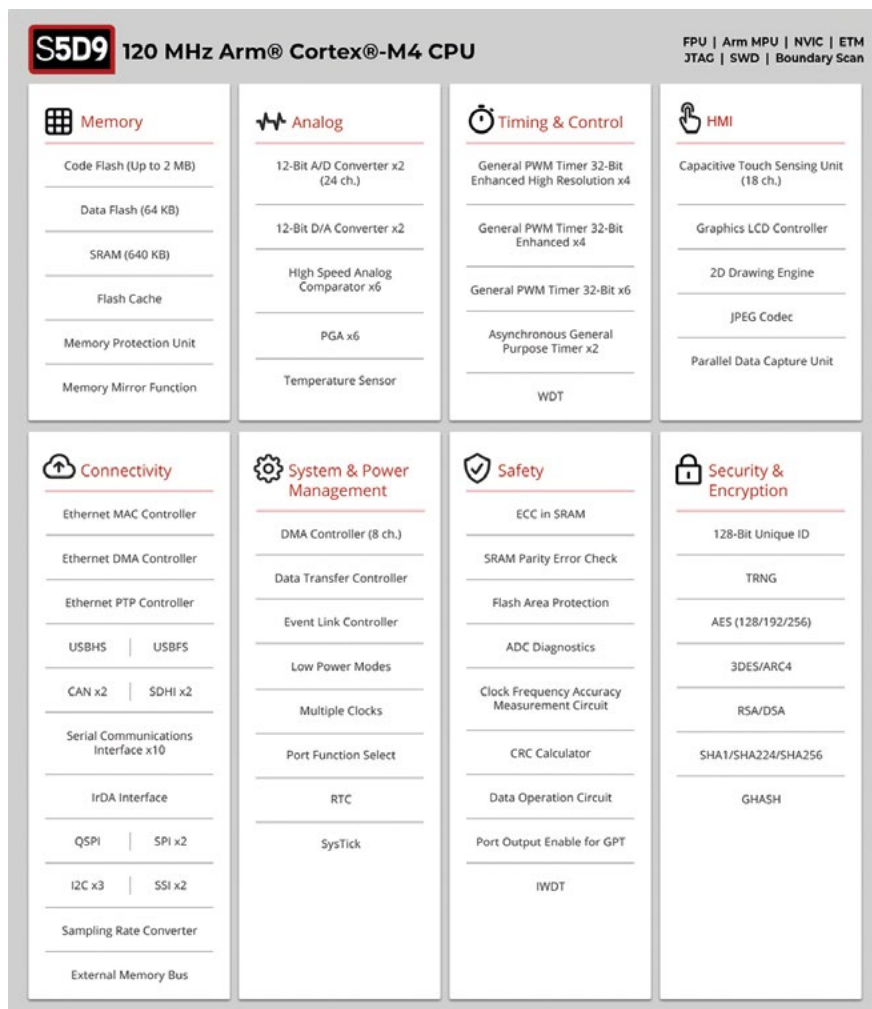 S5D9 120 MHz Arm® Cortex®-M4 CPU
FPU | Arm MPU | NVIC | ETM
JTAG | SWD | Boundary Scan
Memory
Code Flash (Up to 2 MB)
Data Flash (64 KB)
SRAM (640 KB)
Flash Cache
Memory Protection Unit
Memory Mirror Function
Analog
12-Bit A/D Converter x2
(24 ch.)
12-Bit D/A Converter x2
HIgh Speed Analog
Comparator x6
PGA x6
Temperature Sensor
Timing & Control
General PWM Timer 32-Bit
Enhanced High Resolution x4
General PWM Timer 32-Bit
Enhanced x4
General PWM Timer 32-Bit x6
Asynchronous General
Purpose Timer x2
WDT
HMI
Capacitive Touch Sensing Unit
(18 ch.)
Graphics LCD Controller
2D Drawing Engine
JPEG Codec
Parallel Data Capture Unit
Connectivity
Ethernet MAC Controller
Ethernet DMA Controller
Ethernet PTP Controller
USBHS | USBFS
CAN x2 | SDHI x2
Serial Communications
Interface x10
IrDA Interface
QSPI | SPI x2
I2C x3 | SSI x2
Sampling Rate Converter
External Memory Bus
System & Power
Management
DMA Controller (8 ch.)
Data Transfer Controller
Event Link Controller
Low Power Modes
Multiple Clocks
Port Function Select
RTC
SysTick
Safety
ECC in SRAM
SRAM Parity Error Check
Flash Area Protection
ADC Diagnostics
Clock Frequency Accuracy
Measurement Circuit
CRC Calculator
Data Operation Circuit
Port Output Enable for GPT
IWDT
Security &
Encryption
128-Bit Unique ID
TRNG
AES (128/192/256)
3DES/ARC4
RSA/DSA
SHA1/SHA224/SHA256
GHASH